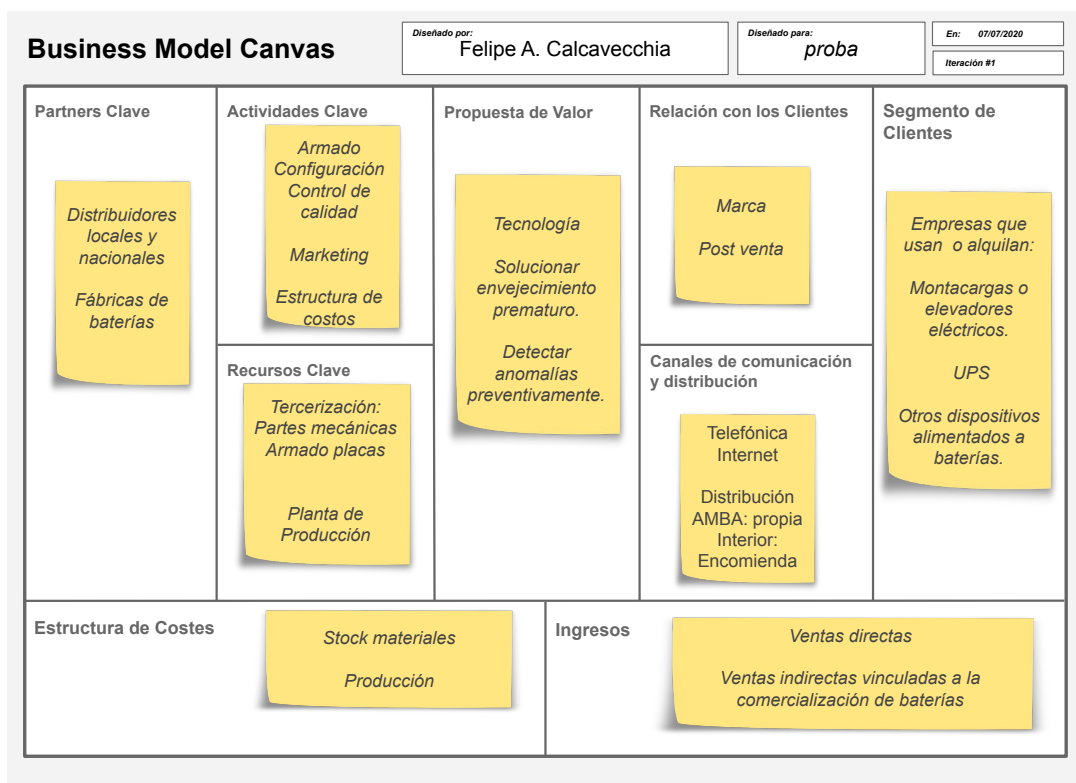 Business Model Canvas
Diseñado por:
Felipe A. Calcavecchia
Diseñado para:
proba
En: 07/07/2020
Iteración #1
Partners Clave
Distribuidores
locales y
nacionales
Fábricas de
baterías
Actividades Clave
Armado
Configuración
Control de
calidad
Marketing
Estructura de
costos
Recursos Clave
Tercerización:
Partes mecánicas
Armado placas
Planta de
Producción
Propuesta de Valor
Tecnología
Solucionar
envejecimiento
prematuro.
Detectar
anomalías
preventivamente.
Relación con los Clientes
Marca
Post venta
Canales de comunicación
y distribución
Telefónica
Internet
Distribución
AMBA: propia
Interior:
Encomienda
Segmento de
Clientes
Empresas que
usan o alquilan:
Montacargas o
elevadores
eléctricos.
UPS
Otros dispositivos
alimentados a
baterías.
Estructura de Costes
Stock materiales
Producción
Ingresos
Ventas directas
Ventas indirectas vinculadas a la
comercialización de baterías